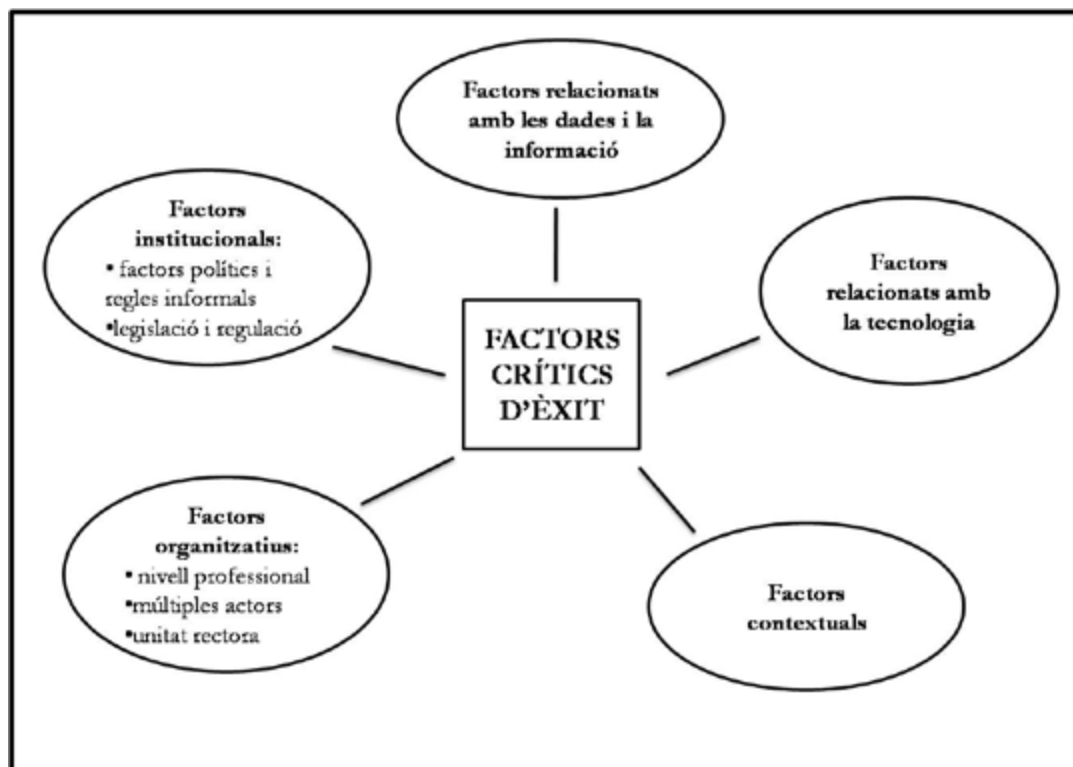 Factors relacionats
amb les dades i la
informació
Factors
institucionals:
▪ factors polítics i
regles informals
▪legislació i regulació
Factors
relacionats amb
la tecnologia
FACTORS
CRÍTICS
D'ÈXIT
Factors
organitzatius:
▪ nivell professional
▪múltiples actors
▪unitat rectora
Factors
contextuals